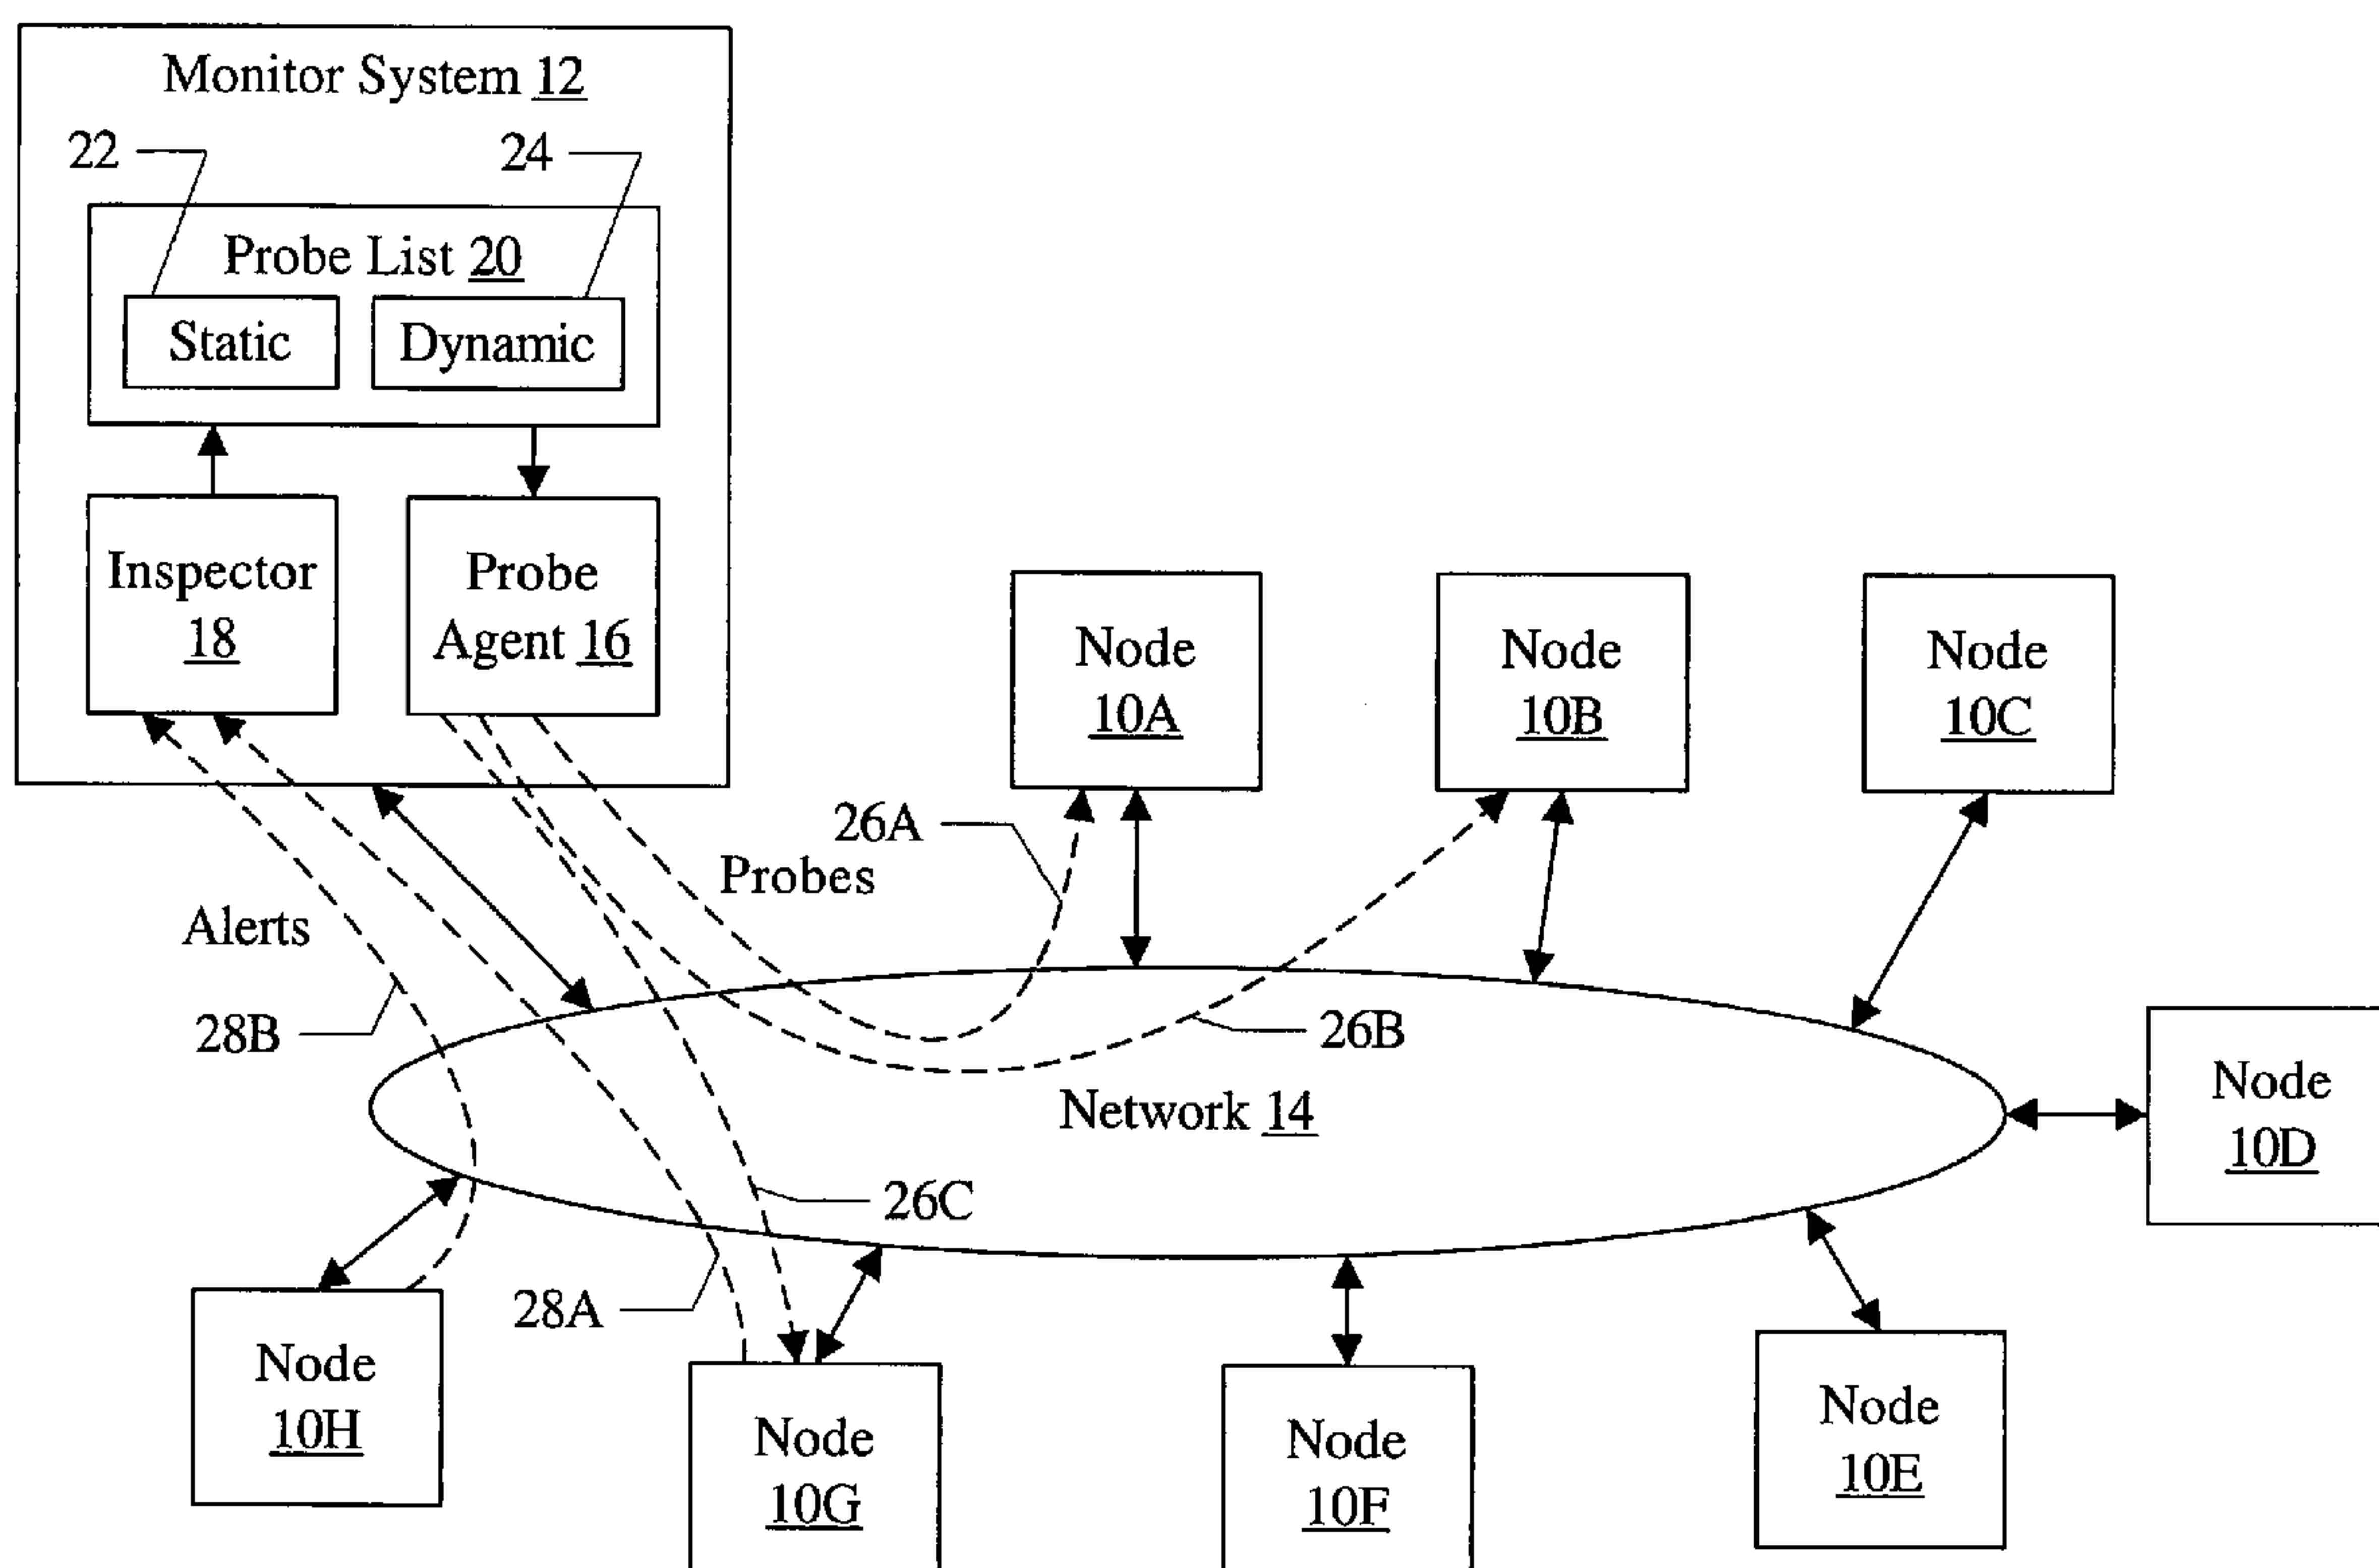 Monitor System 12
22
24
Probe List 20
Static
Dynamic
Inspector
18
Probe
Agent 16
Node
10A
Node
10B
Node
10C
26A
Probes
Alerts
28B
26B
Network 14
Node
10D
26C
28A
Node
10H
Node
10G
Node
10F
Node
10E